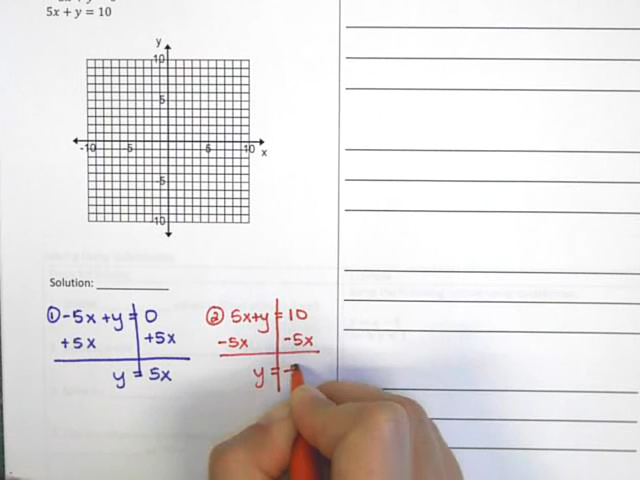 5x + y = 10
y
10
5
-10 -5 5 10 x
-5
-10
Solution: ____________
① -5x + y = 0
+5x +5x
y = 5x
② 5x+y = 10
-5x -5x
y = -